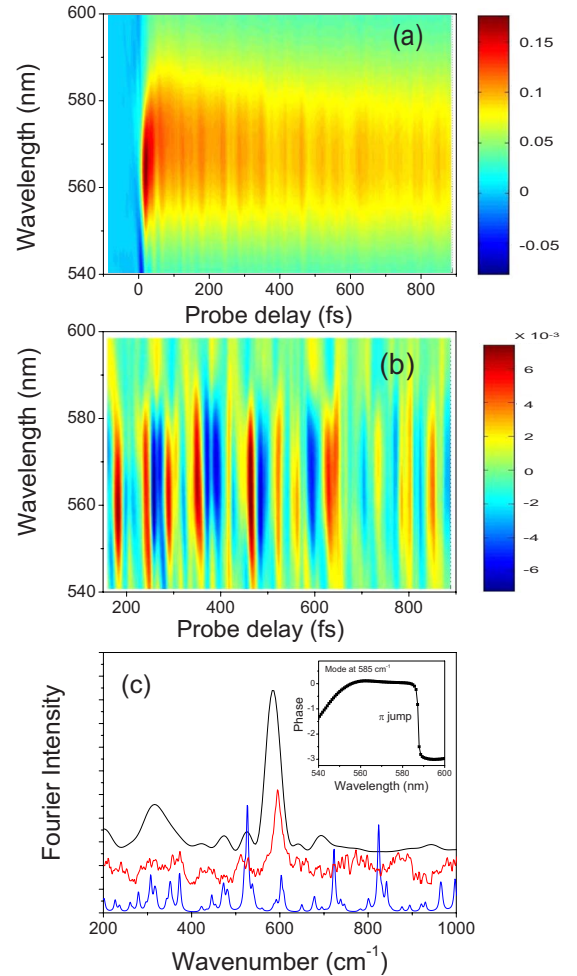 (a)
600
580
560
540
Wavelength (nm)
0 200 400 600 800
Probe delay (fs)
0.15
0.1
0.05
0
-0.05
(b)
600
580
560
540
Wavelength (nm)
200 400 600 800
Probe delay (fs)
X 10⁻³
6
4
2
0
-2
-4
-6
(c)
Fourier Intensity
200 400 600 800 1000
Wavenumber (cm⁻¹)
Mode at 585 cm⁻¹
π jump
Phase
0
-1
-2
-3
540 560 580 600
Wavelength (nm)